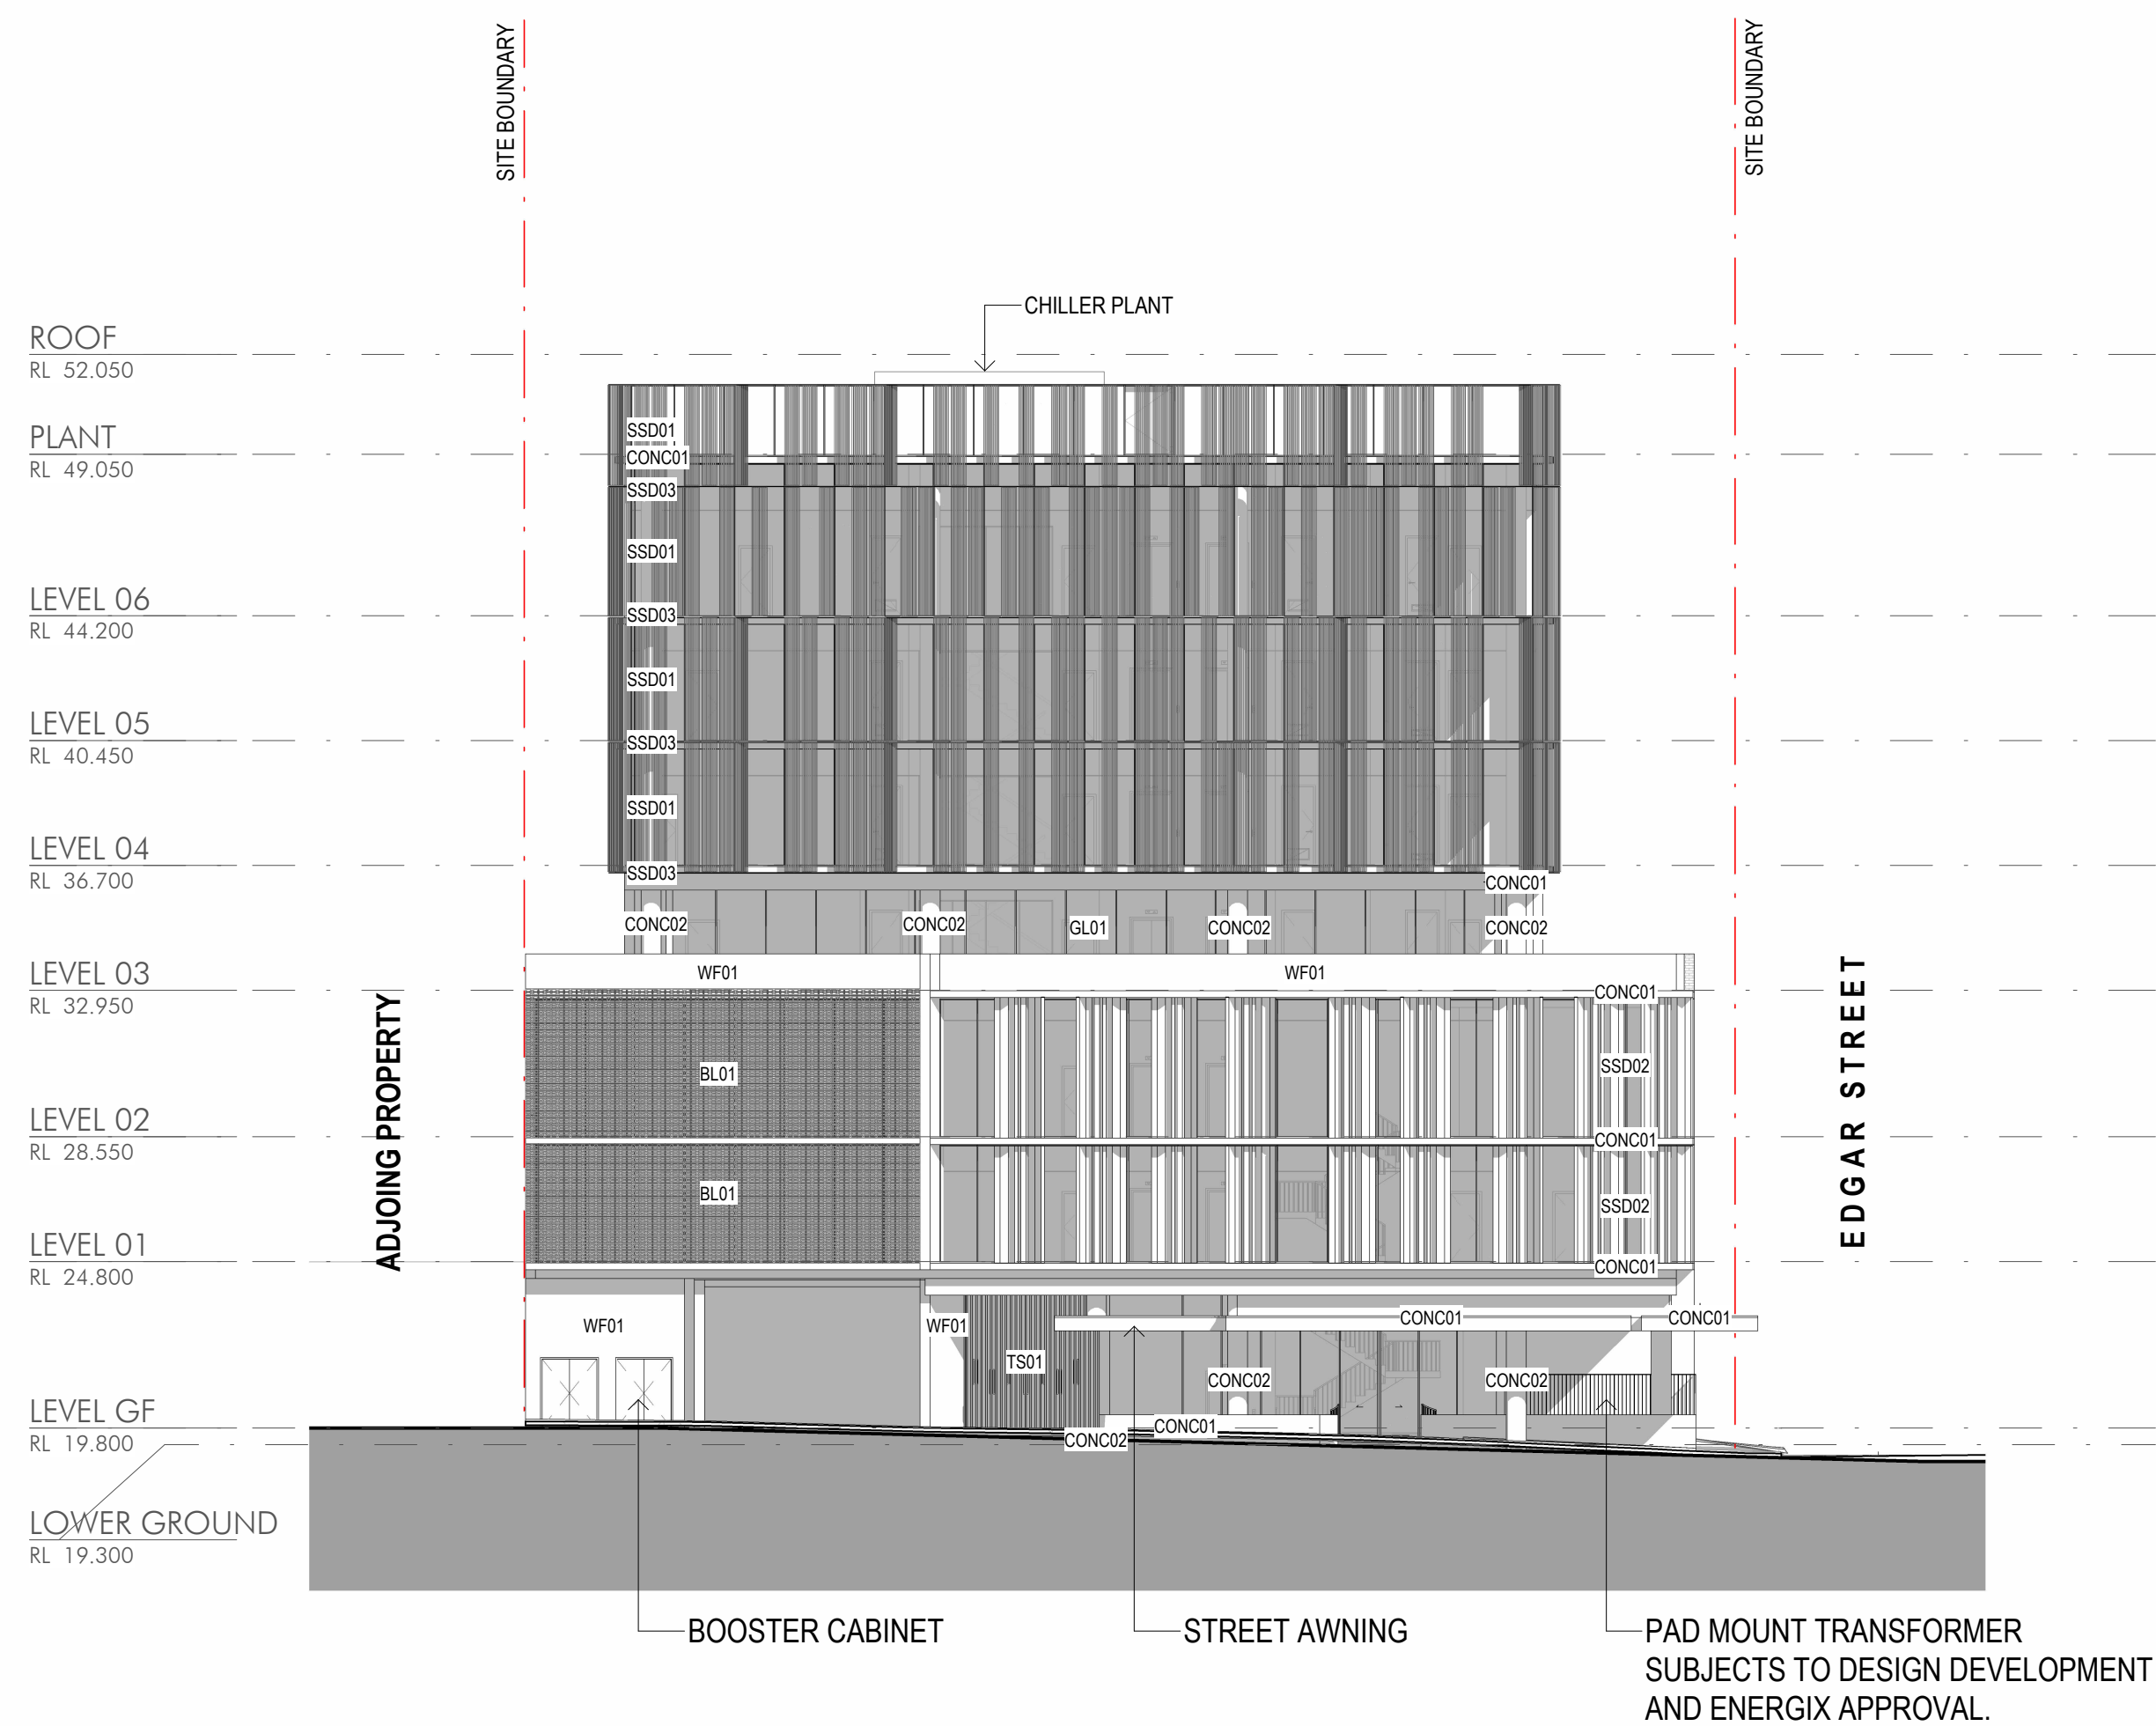 SITE BOUNDARY
SITE BOUNDARY
CHILLER PLANT
ROOF
RL 52.050
PLANT
RL 49.050
LEVEL 06
RL 44.200
LEVEL 05
RL 40.450
LEVEL 04
RL 36.700
LEVEL 03
RL 32.950
LEVEL 02
RL 28.550
LEVEL 01
RL 24.800
LEVEL GF
RL 19.800
LOWER GROUND
RL 19.300
ADJOING PROPERTY
SSD01
CONC01
SSD03
SSD01
SSD03
SSD01
SSD03
SSD01
SSD03
CONC01
CONC02
CONC02
GL01
CONC02
CONC02
WF01
WF01
CONC01
BL01
SSD02
CONC01
BL01
SSD02
CONC01
WF01
WF01
CONC01
CONC01
TS01
CONC02
CONC02
CONC01
CONC02
EDGAR STREET
BOOSTER CABINET
STREET AWNING
PAD MOUNT TRANSFORMER
SUBJECTS TO DESIGN DEVELOPMENT
AND ENERGIX APPROVAL.